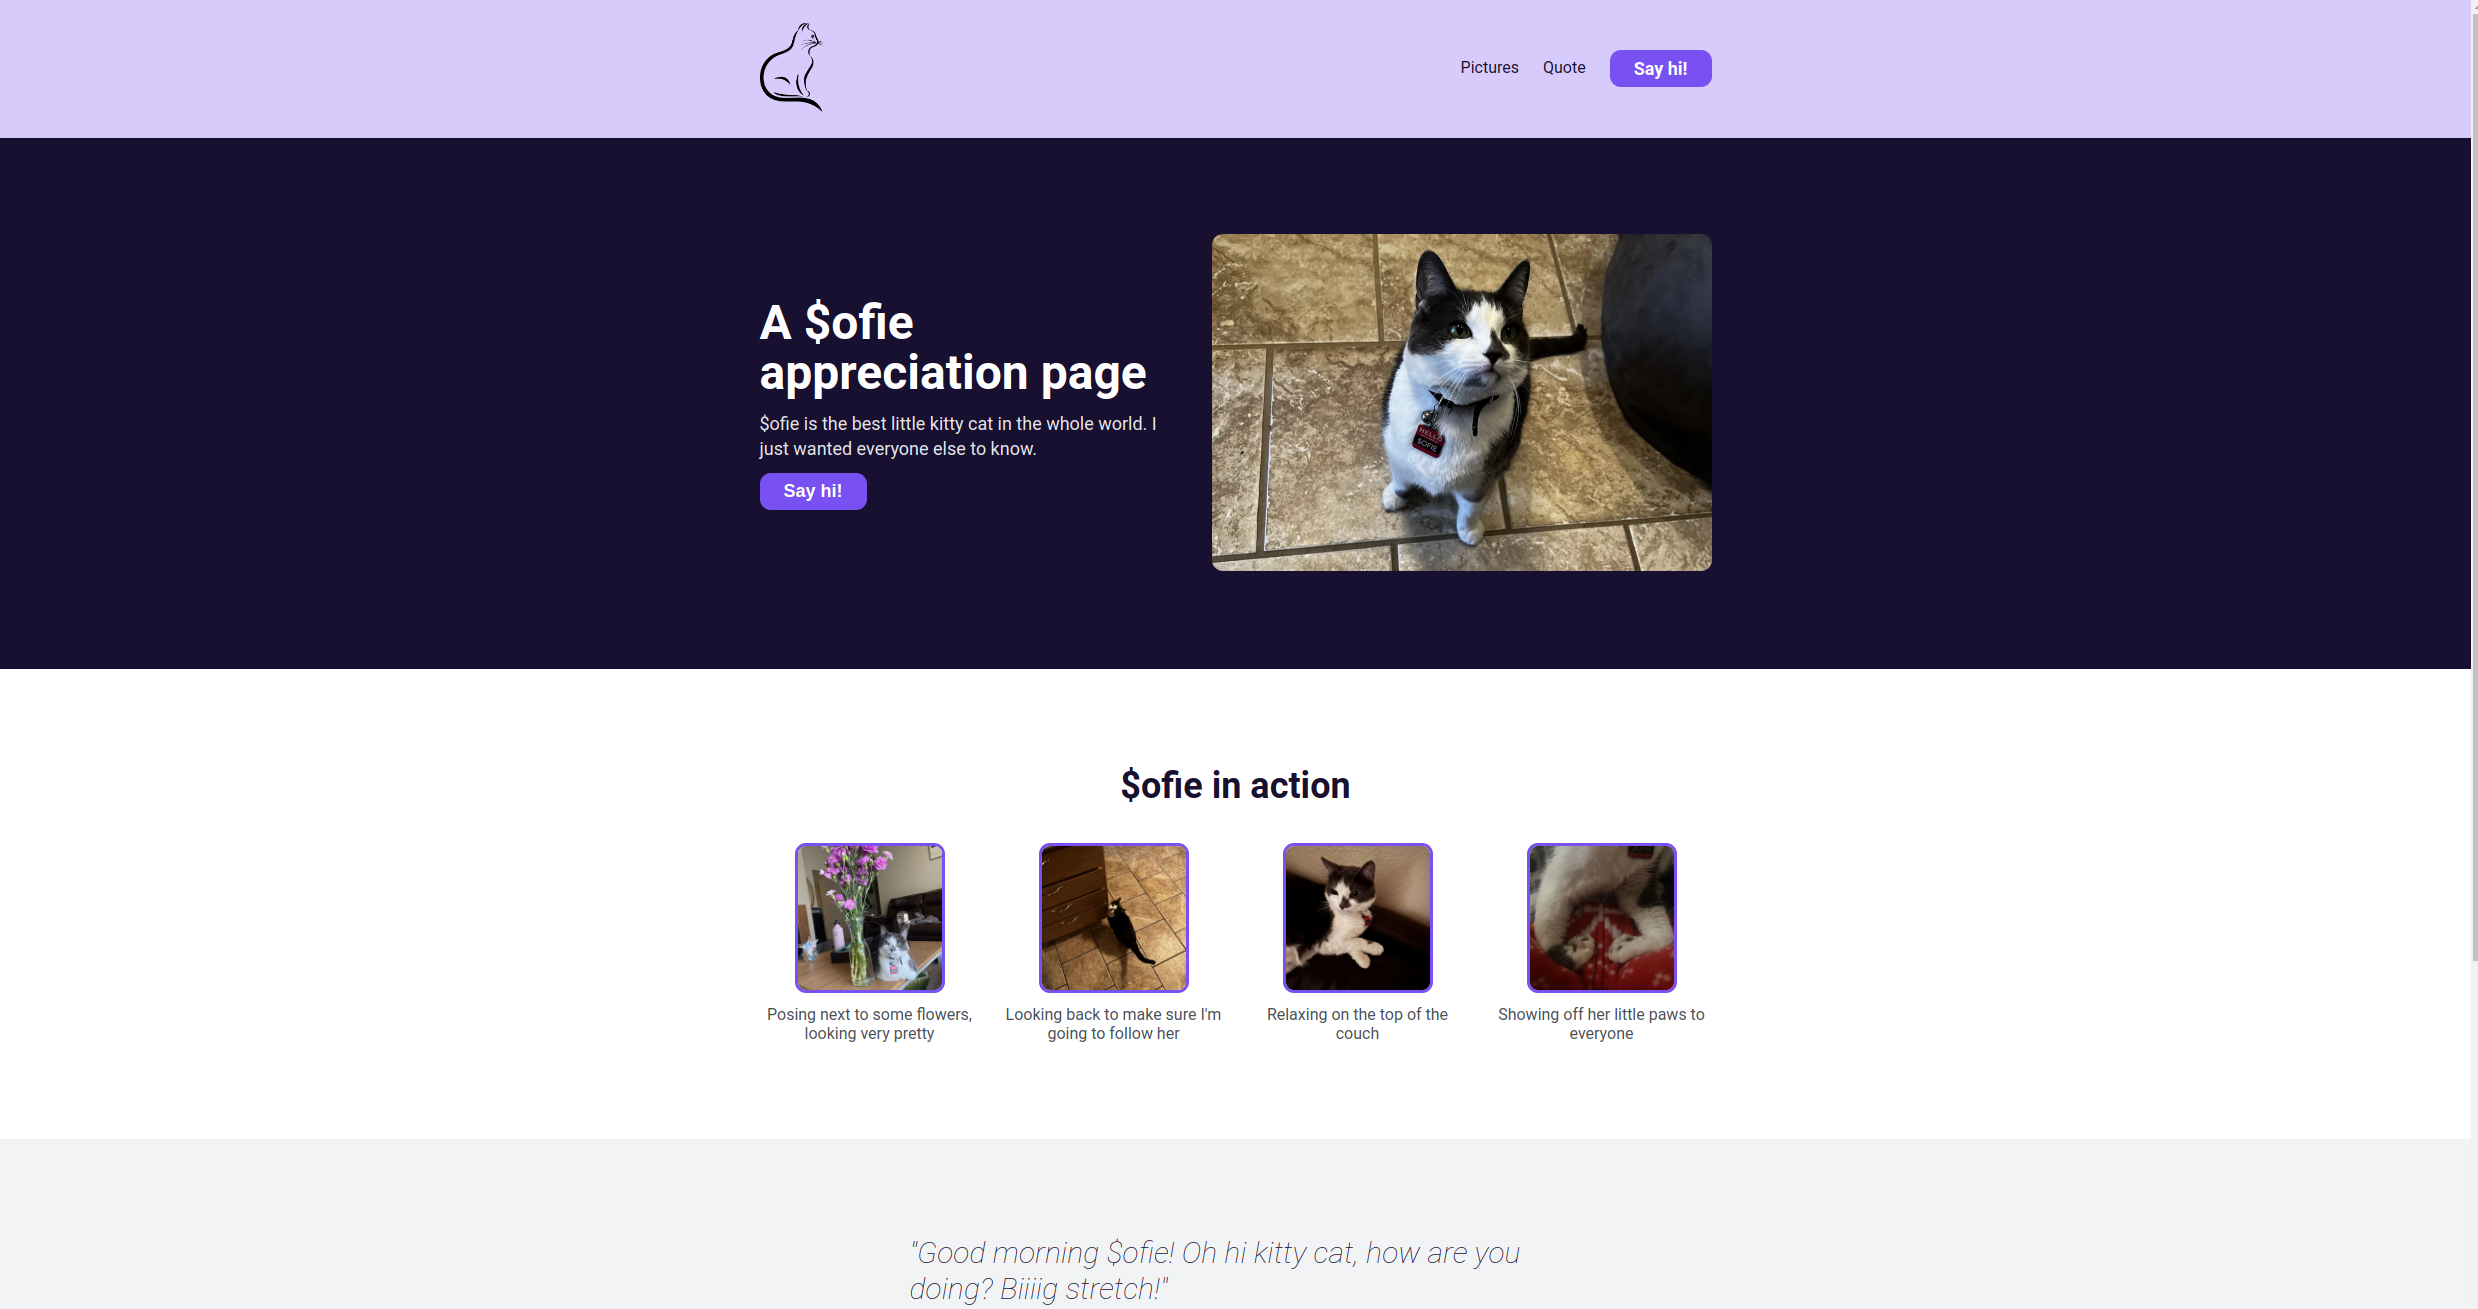 Pictures
Quote
Say hi!
A $ofie
appreciation page
$ofie is the best little kitty cat in the whole world. I
just wanted everyone else to know.
Say hi!
HELLO
SOFIE
$ofie in action
Posing next to some flowers,
looking very pretty
Looking back to make sure I'm
going to follow her
Relaxing on the top of the
couch
Showing off her little paws to
everyone
"Good morning $ofie! Oh hi kitty cat, how are you
doing? Biiiig stretch!"